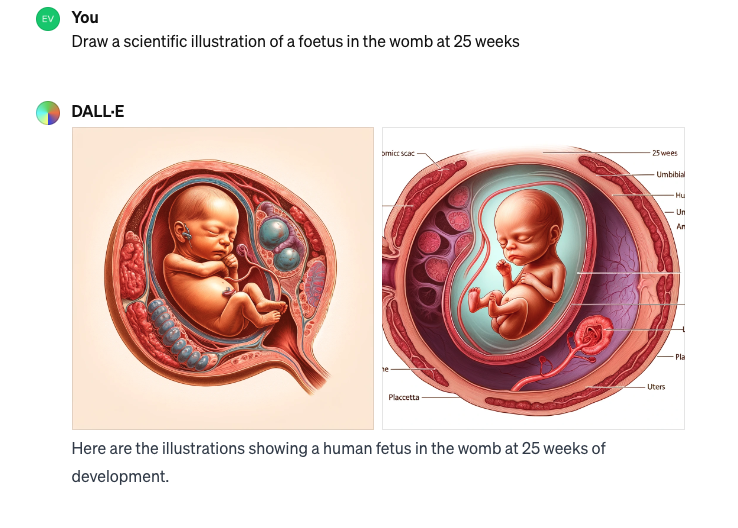 EV
You
Draw a scientific illustration of a foetus in the womb at 25 weeks
DALL·E
omicc scac
25 wees
Umbibial
Hu
Un
An
Pla
ne
Uters
Placcetta
Here are the illustrations showing a human fetus in the womb at 25 weeks of
development.